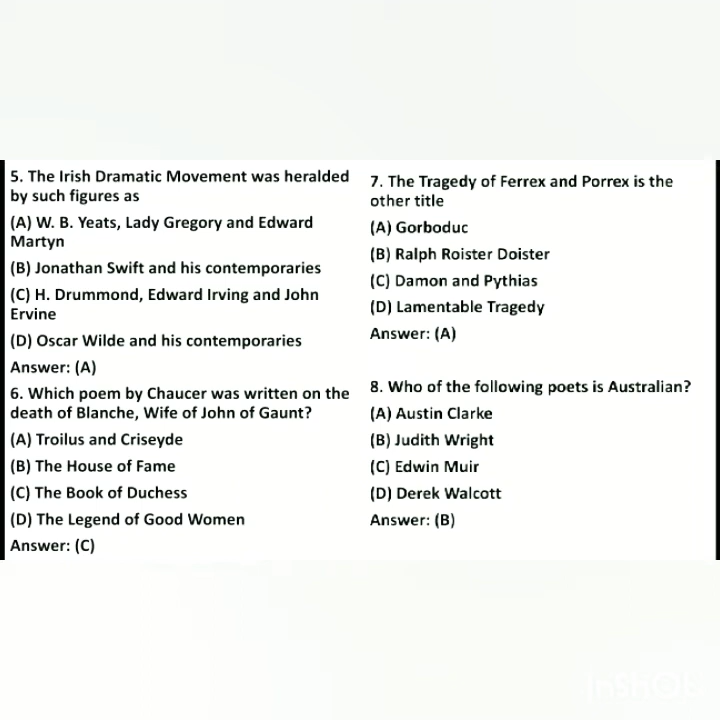 5. The Irish Dramatic Movement was heralded
by such figures as
(A) W. B. Yeats, Lady Gregory and Edward
Martyn
(B) Jonathan Swift and his contemporaries
(C) H. Drummond, Edward Irving and John
Ervine
(D) Oscar Wilde and his contemporaries
Answer: (A)
6. Which poem by Chaucer was written on the
death of Blanche, Wife of John of Gaunt?
(A) Troilus and Criseyde
(B) The House of Fame
(C) The Book of Duchess
(D) The Legend of Good Women
Answer: (C)
7. The Tragedy of Ferrex and Porrex is the
other title
(A) Gorboduc
(B) Ralph Roister Doister
(C) Damon and Pythias
(D) Lamentable Tragedy
Answer: (A)
8. Who of the following poets is Australian?
(A) Austin Clarke
(B) Judith Wright
(C) Edwin Muir
(D) Derek Walcott
Answer: (B)
InShOt